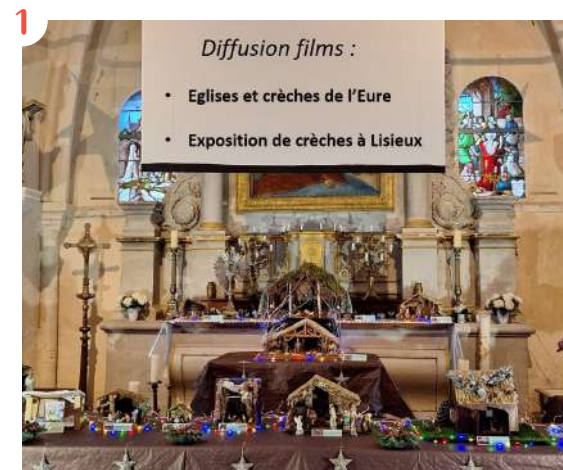 1
Diffusion films :
• Eglises et crèches de l'Eure
• Exposition de crèches à Lisieux